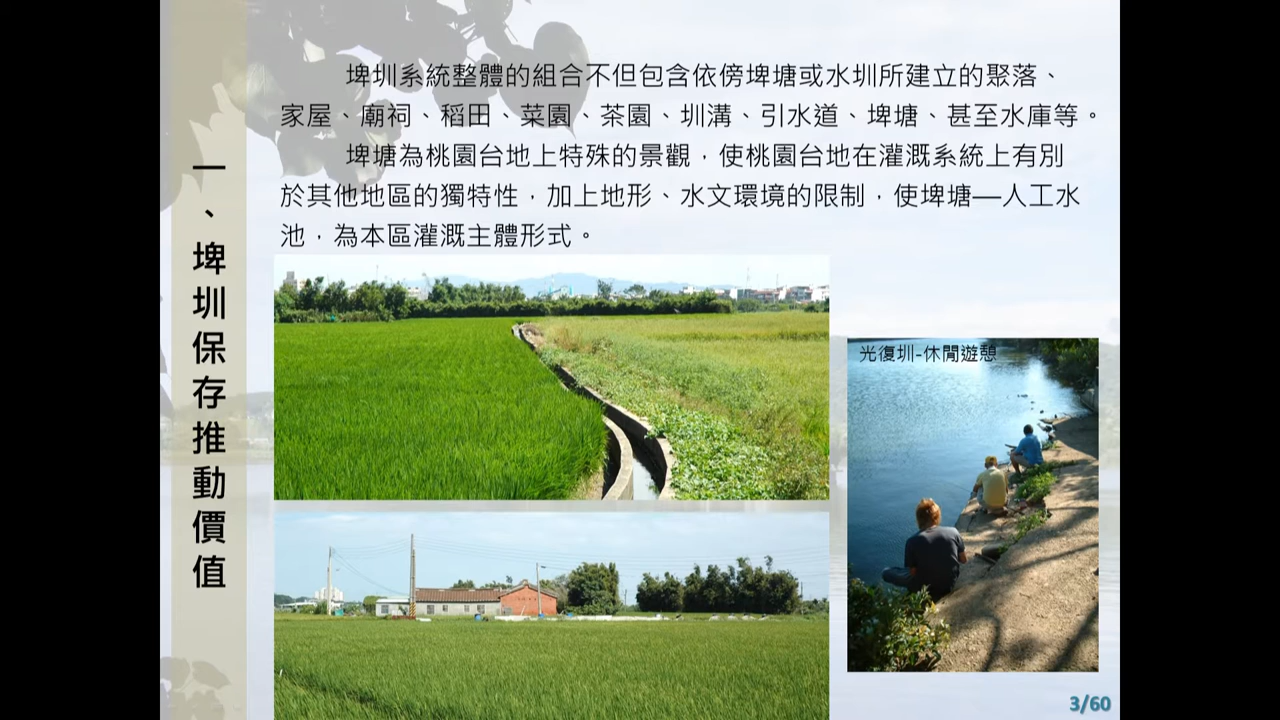 一、埤圳保存推動價值
埤圳系統整體的組合不但包含依傍埤塘或水圳所建立的聚落、
家屋、廟祠、稻田、菜園、茶園、圳溝、引水道、埤塘、甚至水庫等。
埤塘為桃園台地上特殊的景觀，使桃園台地在灌溉系統上有別
於其他地區的獨特性，加上地形、水文環境的限制，使埤塘—人工水
池，為本區灌溉主體形式。
光復圳-休閒遊憩
3/60